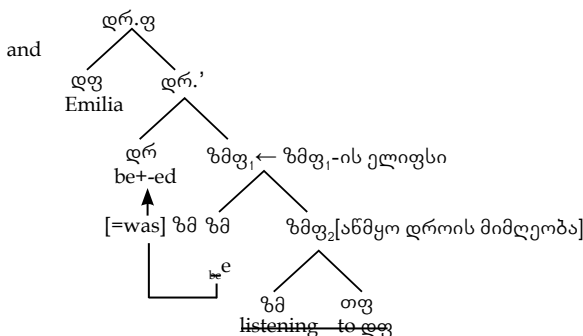 დრ.ფ
and
დფ დრ.’
Emilia
დრ ზმფ₁← ზმფ₁-ის ელიფსი
be+-ed
[=was] ზმ ზმ ზმფ₂[აწმყო დროის მიმღეობა]
be e
ზმ თფ
listening to დფ